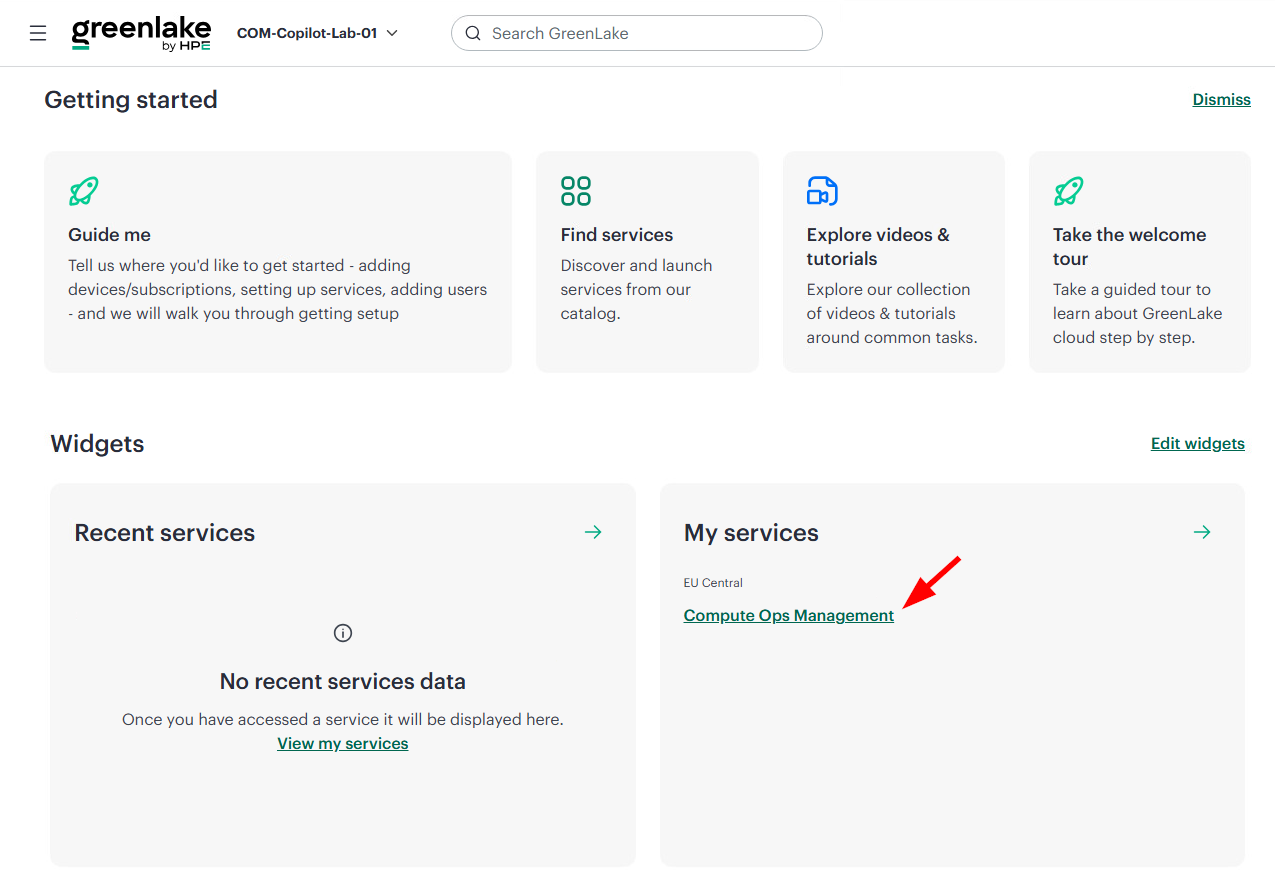 greenlake
by HPE
COM-Copilot-Lab-01
Search GreenLake
Getting started
Dismiss
Guide me
Tell us where you'd like to get started - adding
devices/subscriptions, setting up services, adding users
- and we will walk you through getting setup
Find services
Discover and launch
services from our
catalog.
Explore videos &
tutorials
Explore our collection
of videos & tutorials
around common tasks.
Take the welcome
tour
Take a guided tour to
learn about GreenLake
cloud step by step.
Widgets
Edit widgets
Recent services
No recent services data
Once you have accessed a service it will be displayed here.
View my services
My services
EU Central
Compute Ops Management